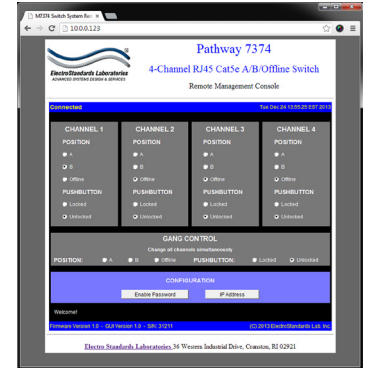 M7374 Switch System Re
10.0.0.123
Pathway 7374
4-Channel RJ45 Cat5e A/B/Offline Switch
ElectroStandards Laboratories
ADVANCED SYSTEMS DESIGN & SERVICES
Remote Management
Console
Connected Tue Dec 24 13:55:25 EST 2013
CHANNEL 1 CHANNEL 2 CHANNEL 3 CHANNEL 4
POSITION POSITION POSITION POSITION
A A A A
B B B B
Offline Offline Offline Offline
PUSHBUTTON PUSHBUTTON PUSHBUTTON PUSHBUTTON
Locked Locked Locked Locked
Unlocked Unlocked Unlocked Unlocked
GANG CONTROL
Change all channels simultaneously
POSITION: A B Offline PUSHBUTTON: Locked Unlocked
CONFIGURATION
Enable Password IP Address
Welcome!
Firmware Version 1.0 - GUI Version 1.0 - S/N: 31211 (C) 2013 ElectroStandards Lab. Inc.
Electro Standards Laboratories 36 Western Industrial Drive, Cranston, RI 02921